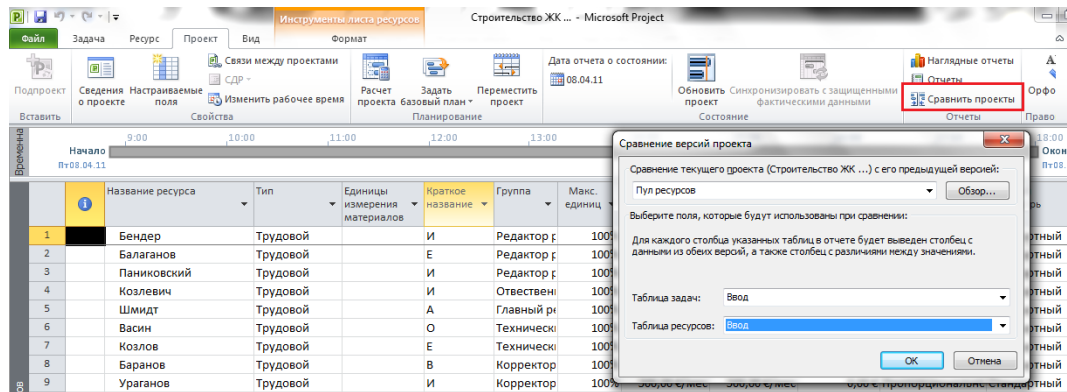 Инструменты листа ресурсов
Строительство ЖК ... - Microsoft Project
Файл Задача Ресурс Проект Вид Формат
Подпроект
Сведения о проекте
Настраиваемые поля
Связи между проектами
СДР
Изменить рабочее время
Расчет проекта
Задать базовый план
Переместить проект
Дата отчета о состоянии:
08.04.11
Обновить проект
Синхронизировать с защищенными фактическими данными
Наглядные отчеты
Отчеты
Сравнить проекты
Орфо
Вставить Свойства Планирование Состояние Отчеты Право
Временна
9:00 10:00 11:00 12:00 13:00 18:00
Начало
Пт08.04.11
Окон
Пт08.
Название ресурса Тип Единицы измерения материалов Краткое название Группа Макс. единиц
1 Бендер Трудовой И Редактор р 100%
2 Балаганов Трудовой Е Редактор р 100%
3 Паниковский Трудовой И Редактор р 100%
4 Козлевич Трудовой И Отвественн 100%
5 Шмидт Трудовой А Главный ре 100%
6 Васин Трудовой О Технически 100%
7 Козлов Трудовой Е Технически 100%
8 Баранов Трудовой В Корректор 100%
9 Ураганов Трудовой И Корректор 100%
Сравнение версий проекта
Сравнение текущего проекта (Строительство ЖК ...) с его предыдущей версией:
Пул ресурсов Обзор...
Выберите поля, которые будут использованы при сравнении:
Для каждого столбца указанных таблиц в отчете будет выведен столбец с
данными из обеих версий, а также столбец с различиями между значениями.
Таблица задач: Ввод
Таблица ресурсов: Ввод
ОК Отмена